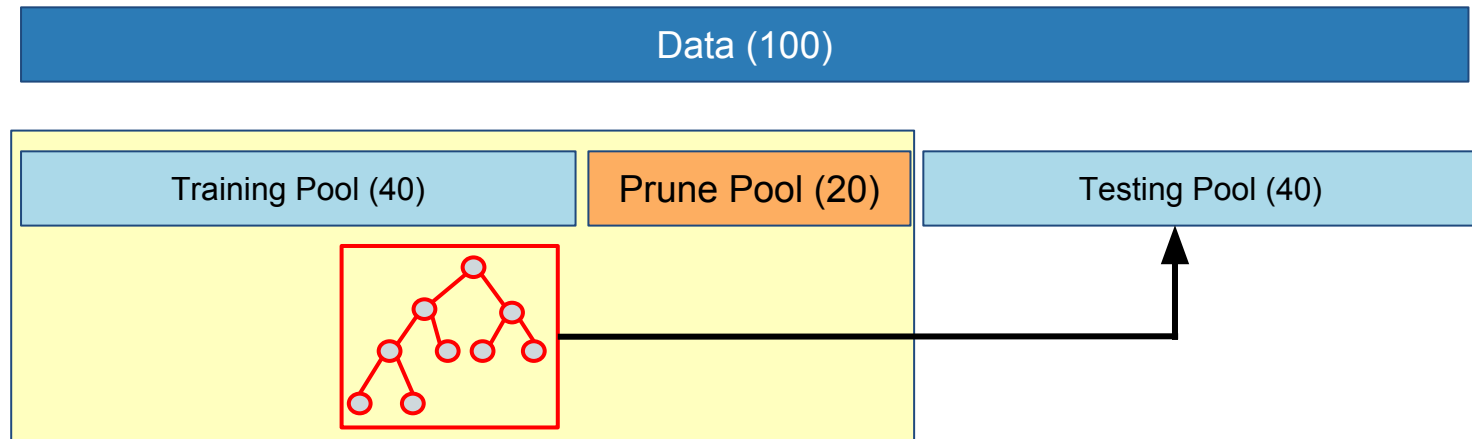 Data (100)
Training Pool (40)
Prune Pool (20)
Testing Pool (40)